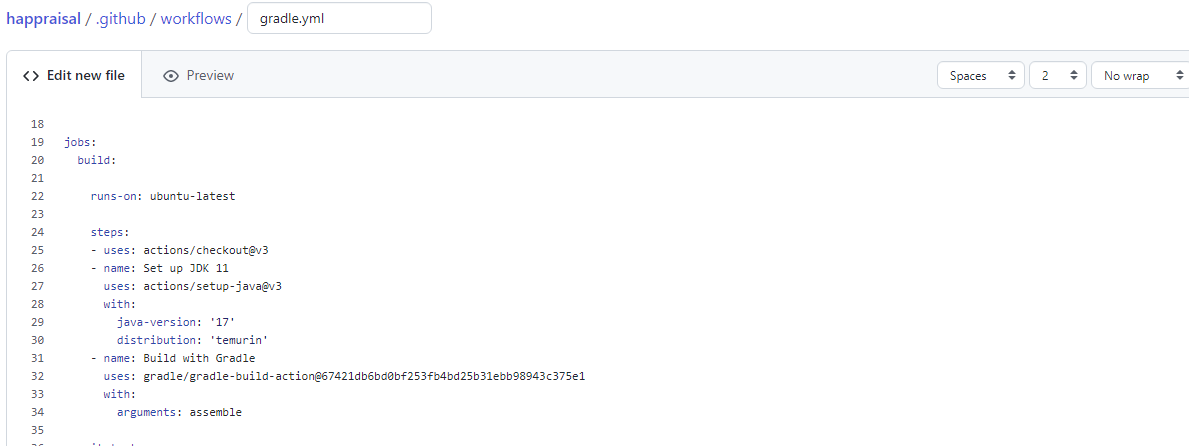 happraisal / .github / workflows / gradle.yml
Edit new file Preview Spaces 2 No wrap
18
19 jobs:
20   build:
21
22     runs-on: ubuntu-latest
23
24     steps:
25     - uses: actions/checkout@v3
26     - name: Set up JDK 11
27       uses: actions/setup-java@v3
28       with:
29         java-version: '17'
30         distribution: 'temurin'
31     - name: Build with Gradle
32       uses: gradle/gradle-build-action@67421db6bd0bf253fb4bd25b31ebb98943c375e1
33       with:
34         arguments: assemble
35